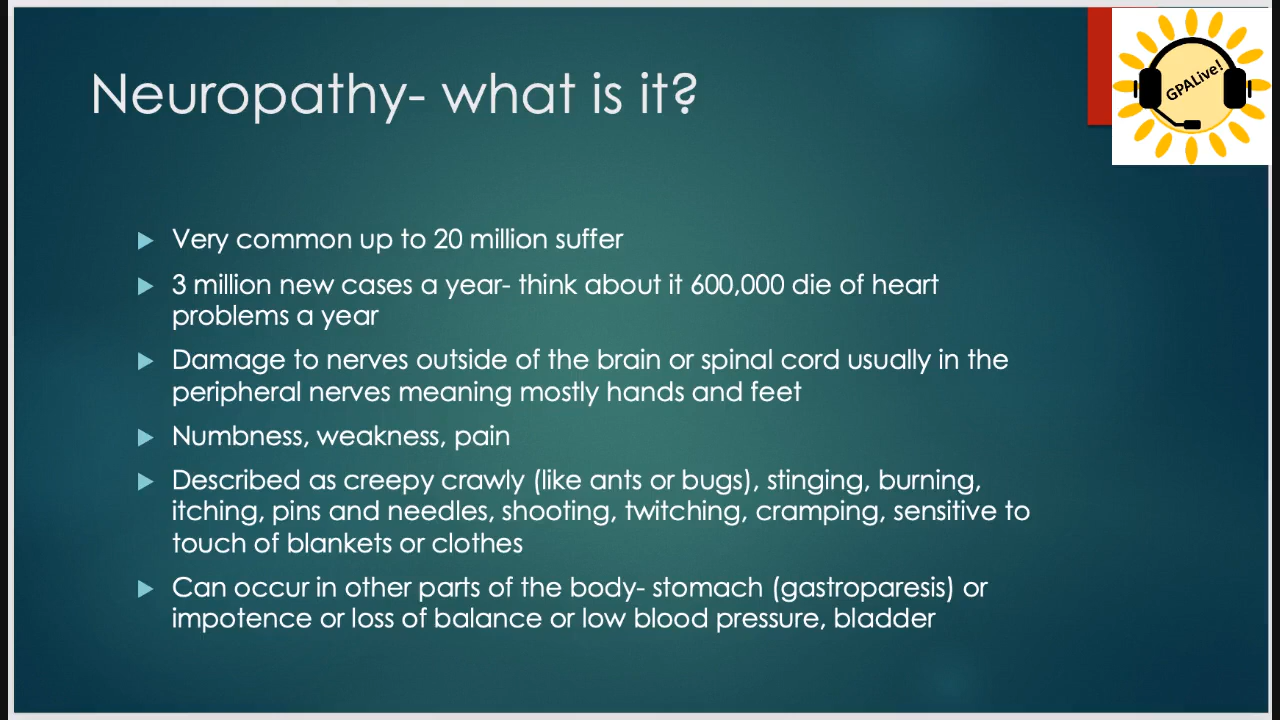 Neuropathy- what is it?
GPALive!
Very common up to 20 million suffer
3 million new cases a year- think about it 600,000 die of heart
problems a year
Damage to nerves outside of the brain or spinal cord usually in the
peripheral nerves meaning mostly hands and feet
Numbness, weakness, pain
Described as creepy crawly (like ants or bugs), stinging, burning,
itching, pins and needles, shooting, twitching, cramping, sensitive to
touch of blankets or clothes
Can occur in other parts of the body- stomach (gastroparesis) or
impotence or loss of balance or low blood pressure, bladder